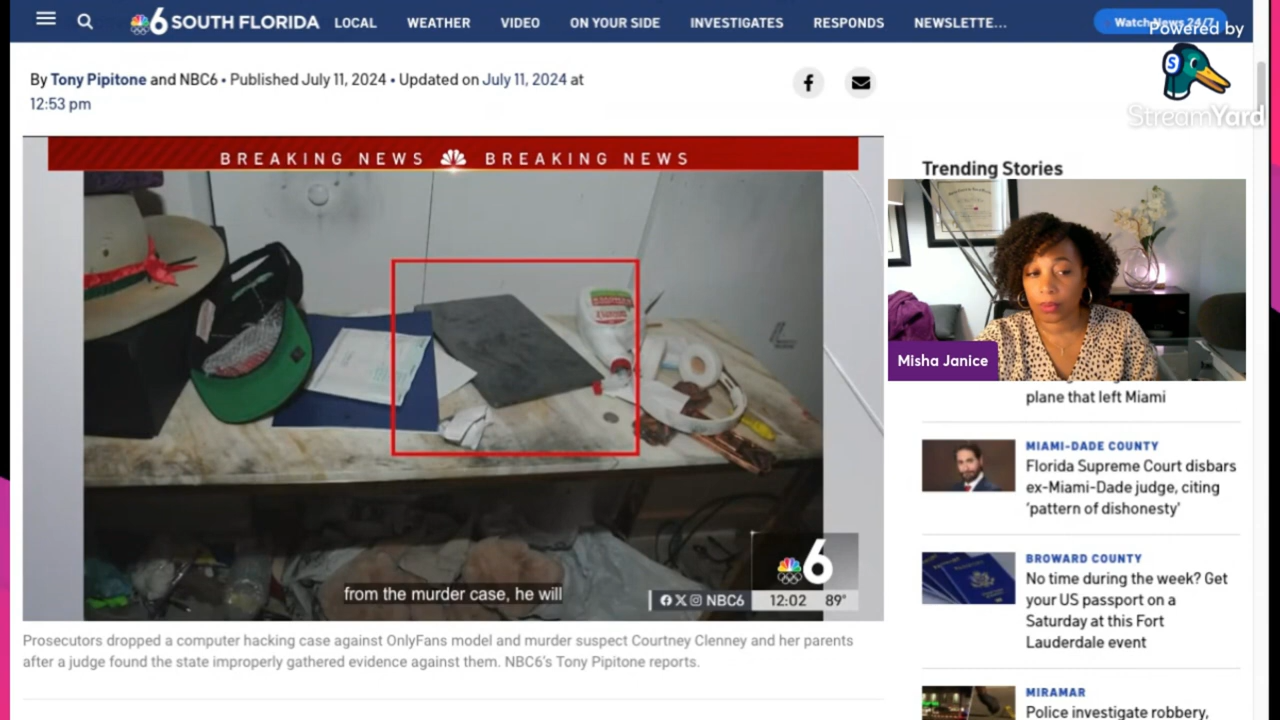 6 SOUTH FLORIDA
LOCAL WEATHER VIDEO ON YOUR SIDE INVESTIGATES RESPONDS NEWSLETTE...
Watch News 24/7
Powered by
StreamYard
By Tony Pipitone and NBC6 • Published July 11, 2024 • Updated on July 11, 2024 at
12:53 pm
BREAKING NEWS BREAKING NEWS
from the murder case, he will
6
NBC6 12:02 89°
Prosecutors dropped a computer hacking case against OnlyFans model and murder suspect Courtney Clenney and her parents
after a judge found the state improperly gathered evidence against them. NBC6's Tony Pipitone reports.
Trending Stories
Misha Janice
plane that left Miami
MIAMI-DADE COUNTY
Florida Supreme Court disbars
ex-Miami-Dade judge, citing
'pattern of dishonesty'
BROWARD COUNTY
No time during the week? Get
your US passport on a
Saturday at this Fort
Lauderdale event
MIRAMAR
Police investigate robbery,